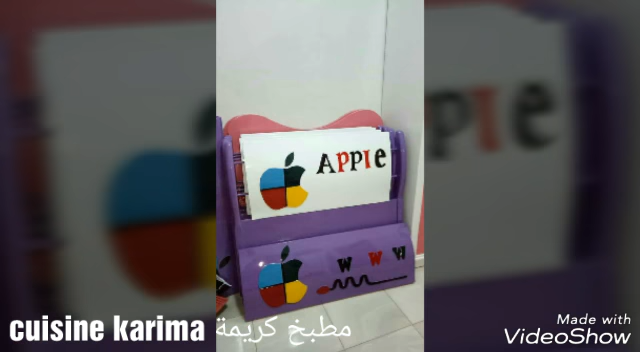 APPlE
W W W
cuisine karima مطبخ كريمة
Made with
VideoShow